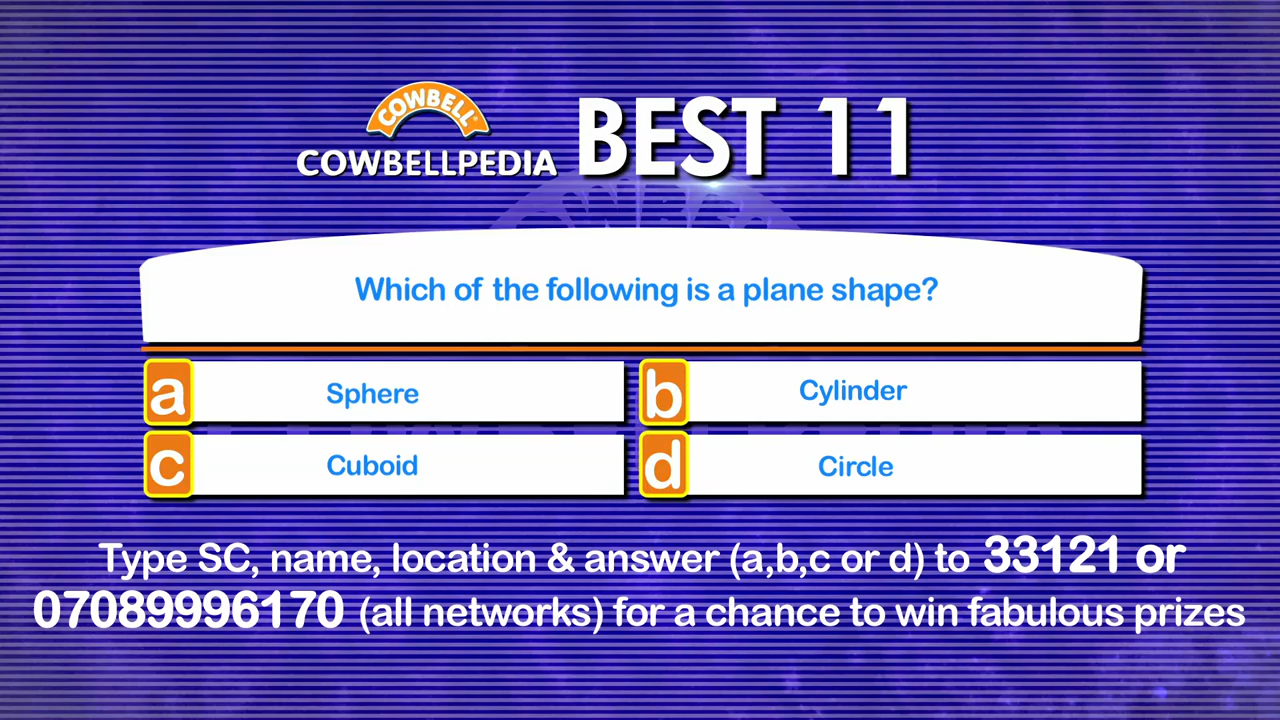 COWBELL
COWBELLPEDIA BEST 11
Which of the following is a plane shape?
a Sphere
b Cylinder
c Cuboid
d Circle
Type SC, name, location & answer (a,b,c or d) to 33121 or
07089996170 (all networks) for a chance to win fabulous prizes